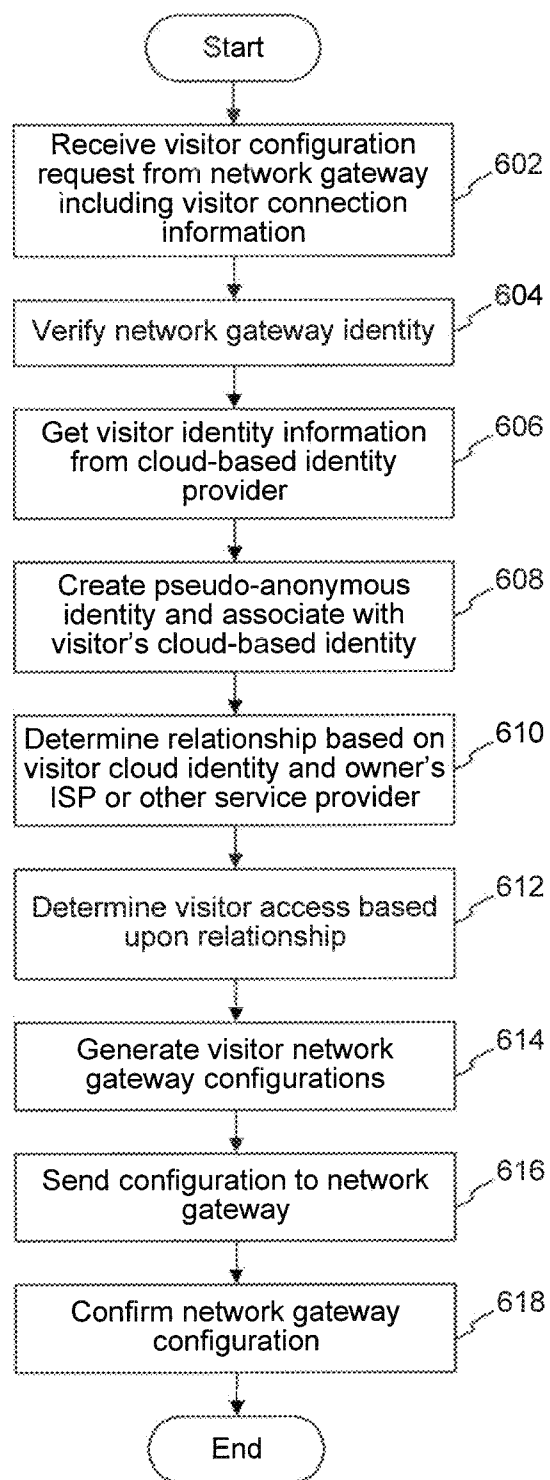 Start
Receive visitor configuration
request from network gateway
including visitor connection
information
602
Verify network gateway identity
604
Get visitor identity information
from cloud-based identity
provider
606
Create pseudo-anonymous
identity and associate with
visitor's cloud-based identity
608
Determine relationship based on
visitor cloud identity and owner's
ISP or other service provider
610
Determine visitor access based
upon relationship
612
Generate visitor network
gateway configurations
614
Send configuration to network
gateway
616
Confirm network gateway
configuration
618
End